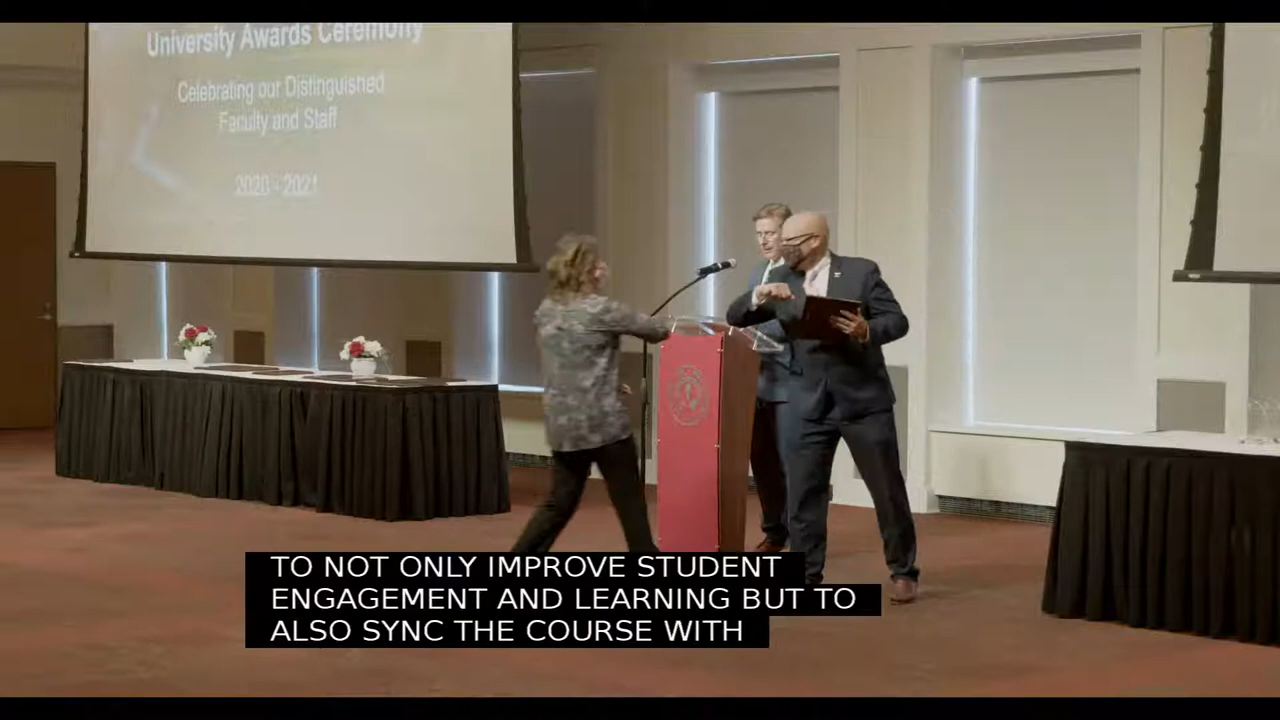 University Awards Ceremony
Celebrating our Distinguished
Faculty and Staff
2020 - 2021
TO NOT ONLY IMPROVE STUDENT
ENGAGEMENT AND LEARNING BUT TO
ALSO SYNC THE COURSE WITH